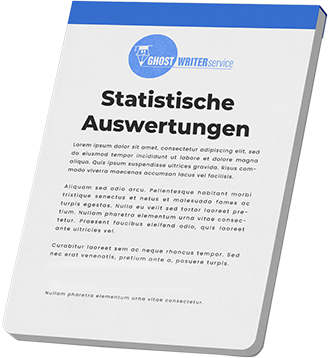 GHOST WRITERservice
Statistische
Auswertungen
Lorem ipsum dolor sit amet, consectetur adipiscing elit, sed
do eiusmod tempor incididunt ut labore et dolore magna
aliqua. Quis ipsum suspendisse ultrices gravida. Risus com-
modo viverra maecenas accumsan lacus vel facilisis.
Aliquam sed odio arcu. Pellentesque habitant morbi
tristique senectus et netus et malesuada fames ac
turpis egestas. Nulla eu velit sed tortor laoreet pre-
tium. Nullam pharetra elementum urna vitae consec-
tetur. Praesent faucibus eleifend odio, quis laoreet
ante ultricies vel.
Curabitur laoreet sem ac neque rhoncus tempor. Sed
nec erat venenatis, pretium ante a, posuere turpis.
Nullam pharetra elementum urna vitae consectetur.